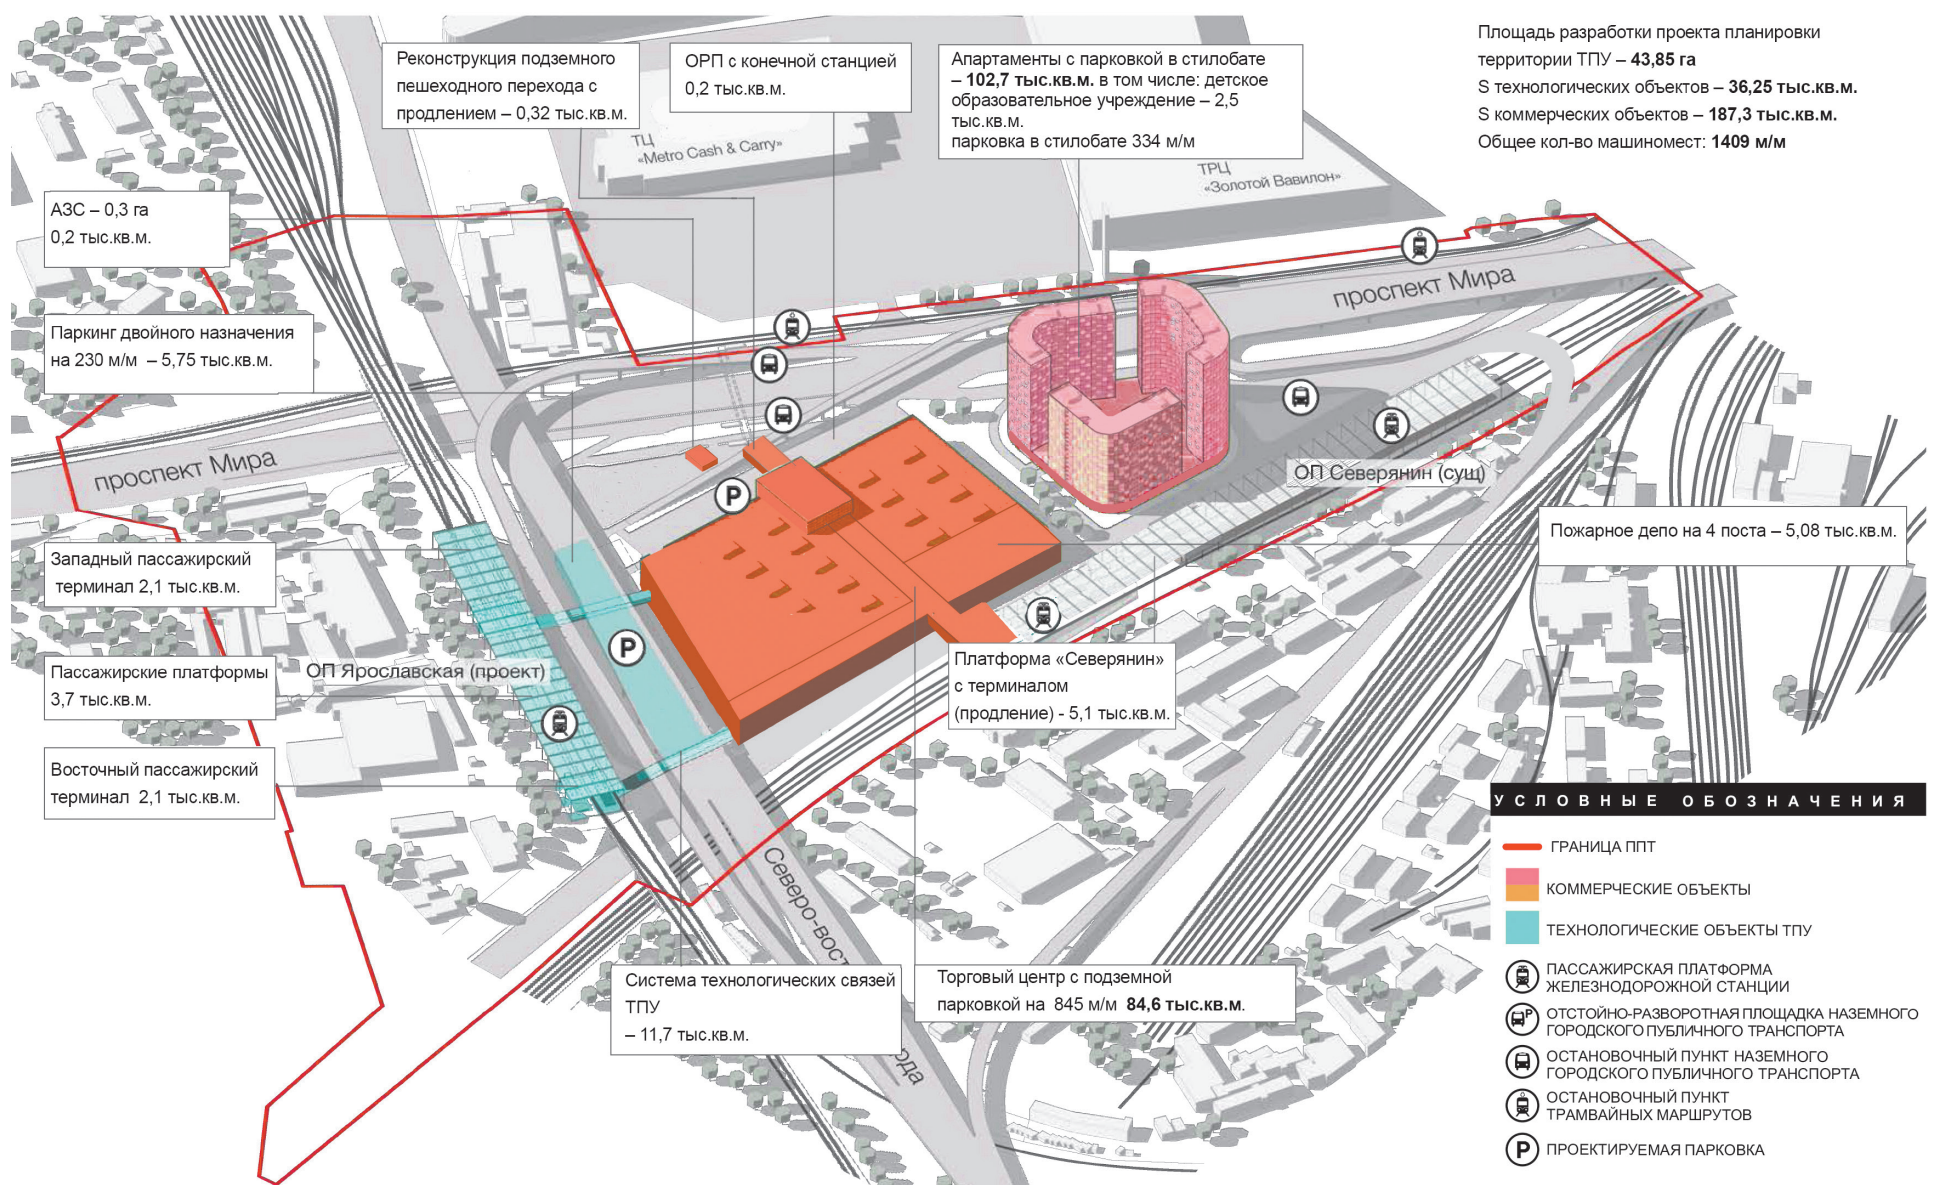 Реконструкция подземного
пешеходного перехода с
продлением – 0,32 тыс.кв.м.
ОРП с конечной станцией
0,2 тыс.кв.м.
Апартаменты с парковкой в стилобате
– 102,7 тыс.кв.м. в том числе: детское
образовательное учреждение – 2,5
тыс.кв.м.
парковка в стилобате 334 м/м
Площадь разработки проекта планировки
территории ТПУ – 43,85 га
S технологических объектов – 36,25 тыс.кв.м.
S коммерческих объектов – 187,3 тыс.кв.м.
Общее кол-во машиномест: 1409 м/м
ТЦ
«Metro Cash & Carry»
ТРЦ
«Золотой Вавилон»
АЗС – 0,3 га
0,2 тыс.кв.м.
проспект Мира
Паркинг двойного назначения
на 230 м/м – 5,75 тыс.кв.м.
проспект Мира
ОП Северянин (сущ)
P
Пожарное депо на 4 поста – 5,08 тыс.кв.м.
Западный пассажирский
терминал 2,1 тыс.кв.м.
P
Пассажирские платформы
3,7 тыс.кв.м.
ОП Ярославская (проект)
Платформа «Северянин»
с терминалом
(продление) - 5,1 тыс.кв.м.
Восточный пассажирский
терминал 2,1 тыс.кв.м.
Северо-вост
рда
Система технологических связей
ТПУ
– 11,7 тыс.кв.м.
Торговый центр с подземной
парковкой на 845 м/м 84,6 тыс.кв.м.
УСЛОВНЫЕ ОБОЗНАЧЕНИЯ
ГРАНИЦА ППТ
КОММЕРЧЕСКИЕ ОБЪЕКТЫ
ТЕХНОЛОГИЧЕСКИЕ ОБЪЕКТЫ ТПУ
ПАССАЖИРСКАЯ ПЛАТФОРМА
ЖЕЛЕЗНОДОРОЖНОЙ СТАНЦИИ
P
ОТСТОЙНО-РАЗВОРОТНАЯ ПЛОЩАДКА НАЗЕМНОГО
ГОРОДСКОГО ПУБЛИЧНОГО ТРАНСПОРТА
ОСТАНОВОЧНЫЙ ПУНКТ НАЗЕМНОГО
ГОРОДСКОГО ПУБЛИЧНОГО ТРАНСПОРТА
ОСТАНОВОЧНЫЙ ПУНКТ
ТРАМВАЙНЫХ МАРШРУТОВ
P
ПРОЕКТИРУЕМАЯ ПАРКОВКА